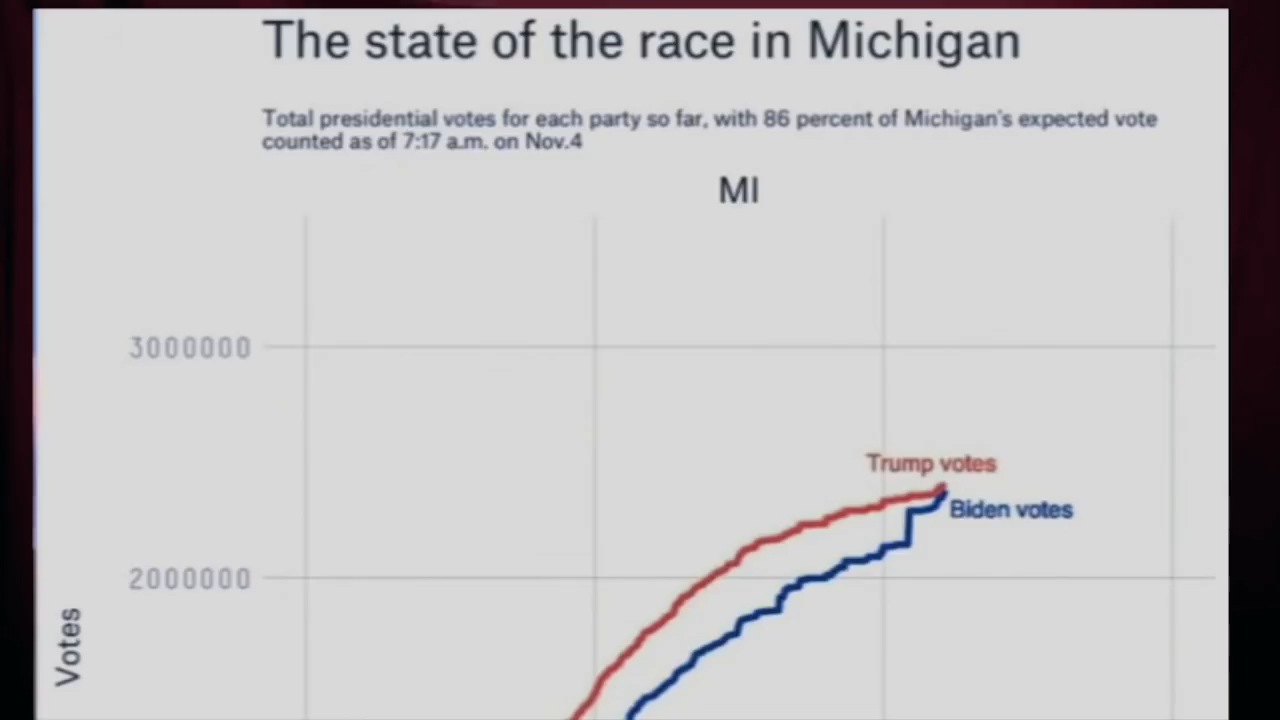 The state of the race in Michigan
Total presidential votes for each party so far, with 86 percent of Michigan's expected vote
counted as of 7:17 a.m. on Nov.4
MI
3000000
Trump votes
Biden votes
2000000
Votes